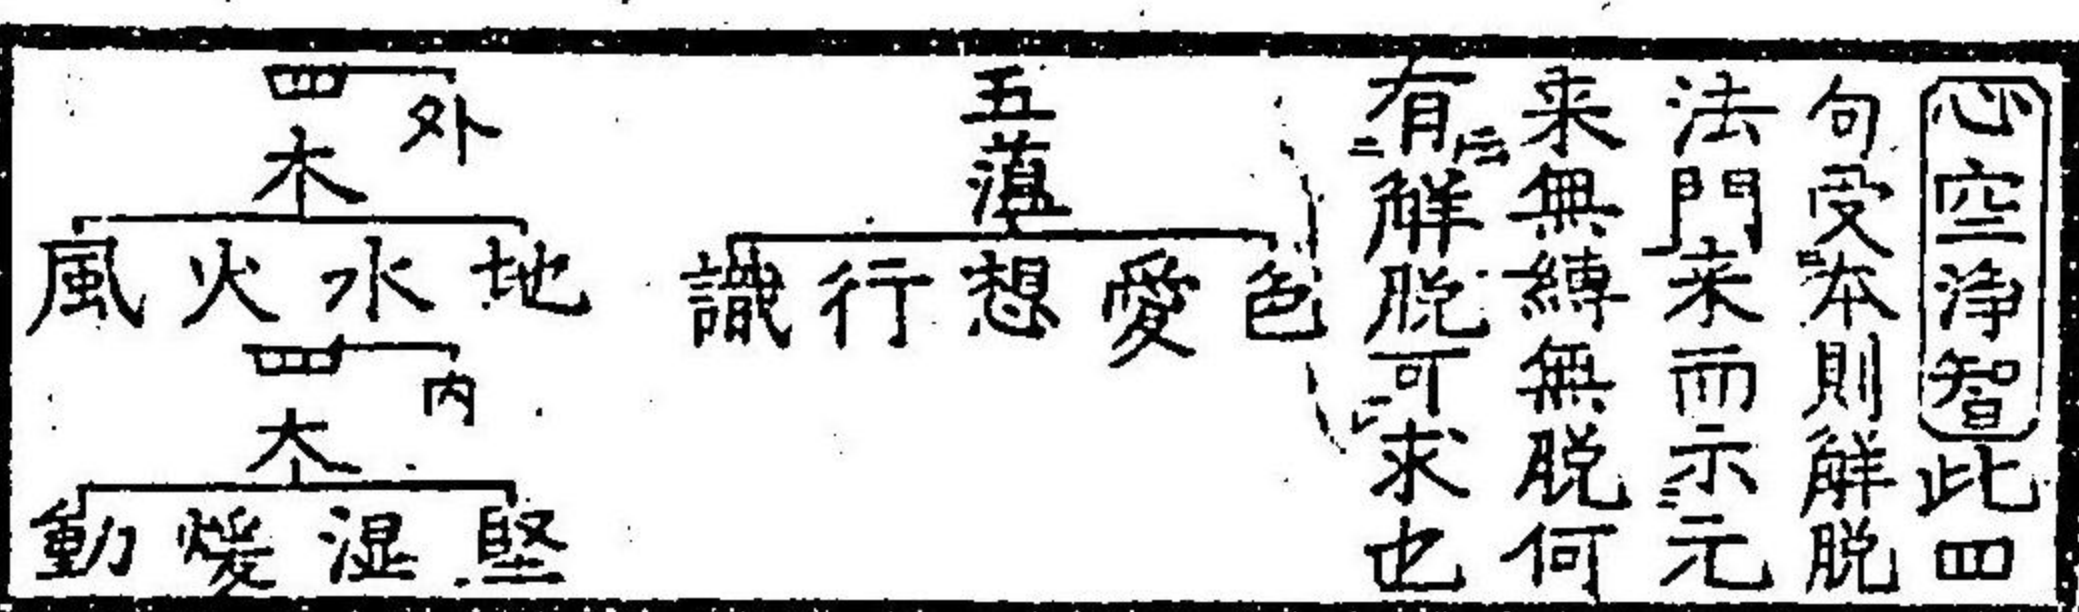 心空浄智此四
句受本則解脱
法門来而示元
来無縛無脱何
有解脱可求也
五薀
色愛想行識
外
四大
地水火風
内
四大
堅湿煖動